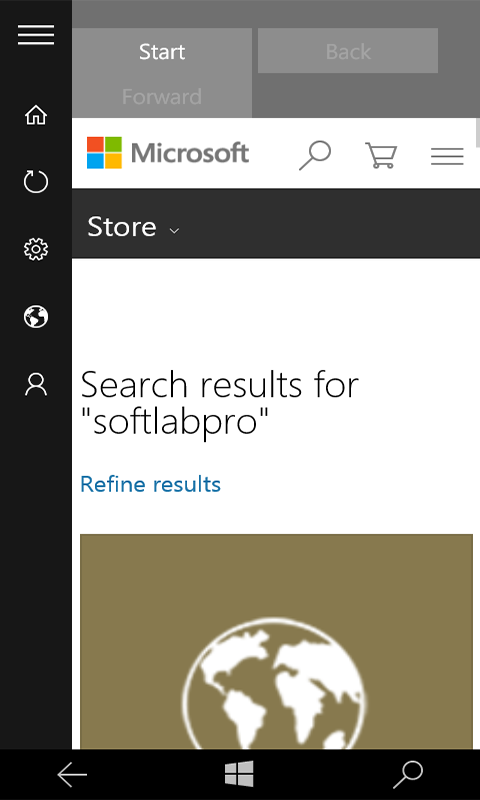 Start
Back
Forward
Microsoft
Store
Search results for
"softlabpro"
Refine results